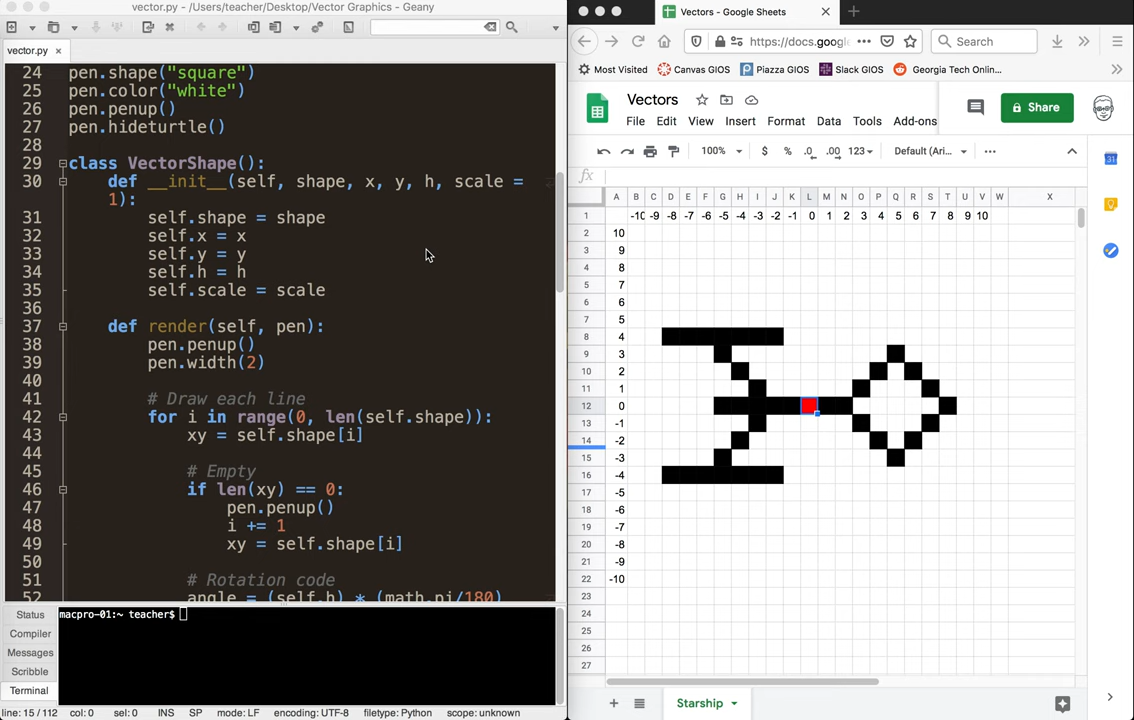 vector.py - /Users/teacher/Desktop/Vector Graphics - Geany
vector.py ×
24 pen.shape("square")
25 pen.color("white")
26 pen.penup()
27 pen.hideturtle()
28
29 class VectorShape():
30 def __init__(self, shape, x, y, h, scale =
1):
31 self.shape = shape
32 self.x = x
33 self.y = y
34 self.h = h
35 self.scale = scale
36
37 def render(self, pen):
38 pen.penup()
39 pen.width(2)
40
41 # Draw each line
42 for i in range(0, len(self.shape)):
43 xy = self.shape[i]
44
45 # Empty
46 if len(xy) == 0:
47 pen.penup()
48 i += 1
49 xy = self.shape[i]
50
51 # Rotation code
52 angle = (self.h) * (math.pi/180)
Status
Compiler
Messages
Scribble
Terminal
macpro-01:~ teacher$
line: 15 / 112 col: 0 sel: 0 INS SP mode: LF encoding: UTF-8 filetype: Python scope: unknown
Vectors - Google Sheets ×
https://docs.goog
Search
Most Visited Canvas GIOS Piazza GIOS Slack GIOS Georgia Tech Onlin...
Vectors
Share
File Edit View Insert Format Data Tools Add-ons
100% $ % .0 .00 123 Default (Ari...
fx
A B C D E F G H I J K L M N O P Q R S T U V W X
1 -10 -9 -8 -7 -6 -5 -4 -3 -2 -1 0 1 2 3 4 5 6 7 8 9 10
2 10
3 9
4 8
5 7
6 6
7 5
8 4
9 3
10 2
11 1
12 0
13 -1
14 -2
15 -3
16 -4
17 -5
18 -6
19 -7
20 -8
21 -9
22 -10
23
24
25
26
27
Starship